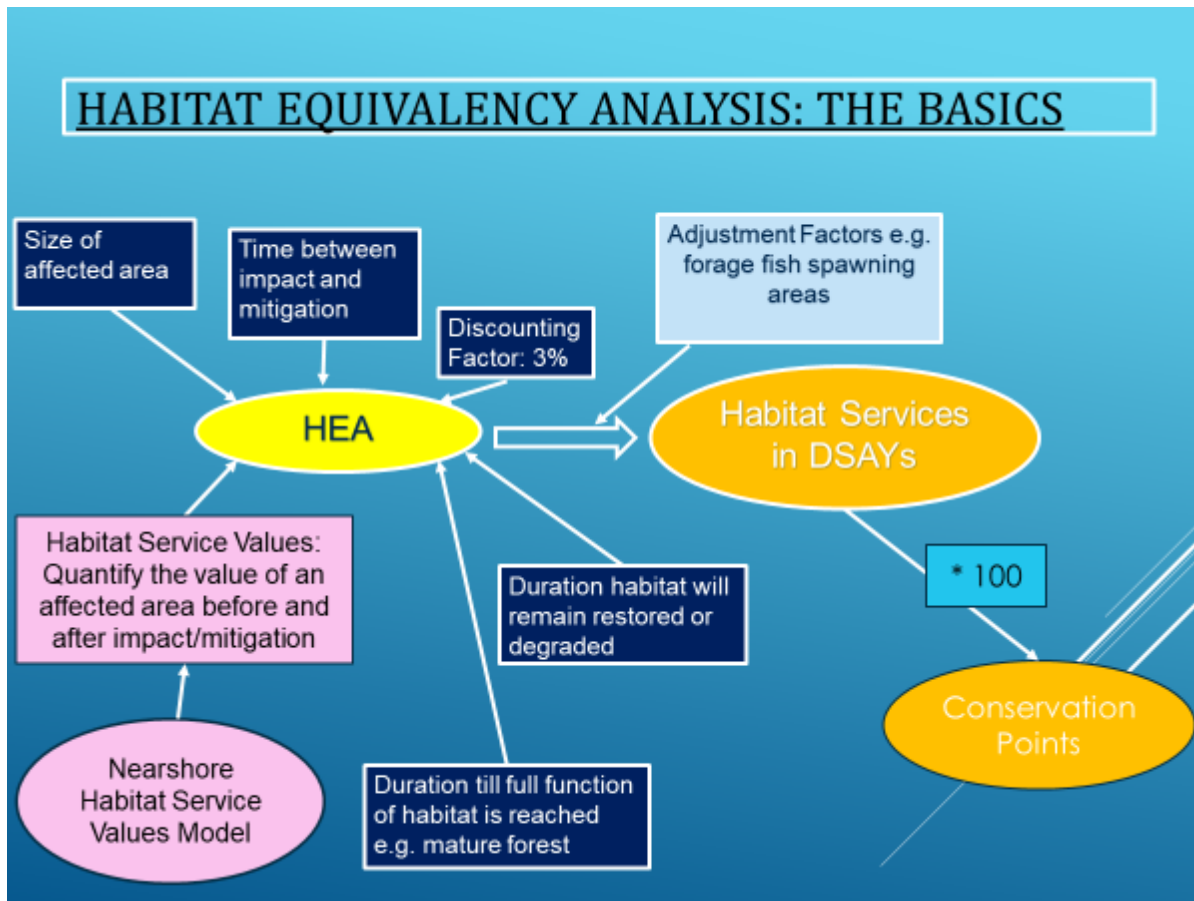 HABITAT EQUIVALENCY ANALYSIS: THE BASICS
Size of
affected area
Time between
impact and
mitigation
Discounting
Factor: 3%
Adjustment Factors e.g.
forage fish spawning
areas
HEA
Habitat Services
in DSAYs
Habitat Service Values:
Quantify the value of an
affected area before and
after impact/mitigation
Duration habitat will
remain restored or
degraded
* 100
Nearshore
Habitat Service
Values Model
Duration till full function
of habitat is reached
e.g. mature forest
Conservation
Points